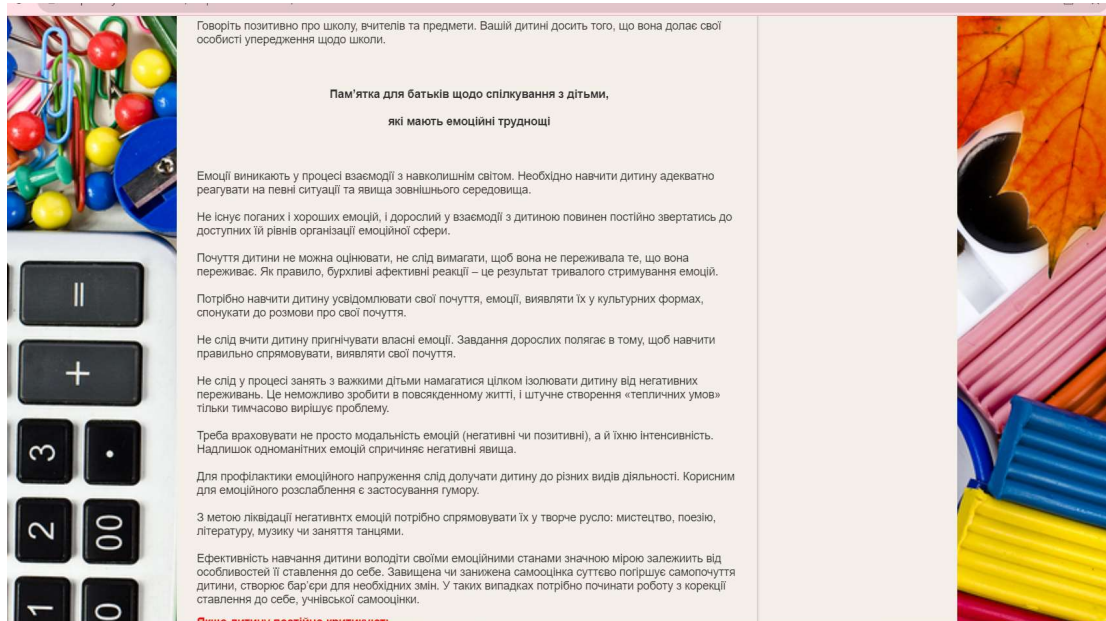 Говоріть позитивно про школу, вчителів та предмети. Вашій дитині досить того, що вона долає свої
особисті упередження щодо школи.
Пам'ятка для батьків щодо спілкування з дітьми,
які мають емоційні труднощі
Емоції виникають у процесі взаємодії з навколишнім світом. Необхідно навчити дитину адекватно
реагувати на певні ситуації та явища зовнішнього середовища.
Не існує поганих і хороших емоцій, і дорослий у взаємодії з дитиною повинен постійно звертатись до
доступних їй рівнів організації емоційної сфери.
Почуття дитини не можна оцінювати, не слід вимагати, щоб вона не переживала те, що вона
переживає. Як правило, бурхливі афективні реакції – це результат тривалого стримування емоцій.
Потрібно навчити дитину усвідомлювати свої почуття, емоції, виявляти їх у культурних формах,
спонукати до розмови про свої почуття.
Не слід вчити дитину пригнічувати власні емоції. Завдання дорослих полягає в тому, щоб навчити
правильно спрямовувати, виявляти свої почуття.
Не слід у процесі занять з важкими дітьми намагатися цілком ізолювати дитину від негативних
переживань. Це неможливо зробити в повсякденному житті, і штучне створення «тепличних умов»
тільки тимчасово вирішує проблему.
Треба враховувати не просто модальність емоцій (негативні чи позитивні), а й їхню інтенсивність.
Надлишок одноманітних емоцій спричиняє негативні явища.
Для профілактики емоційного напруження слід долучати дитину до різних видів діяльності. Корисним
для емоційного розслаблення є застосування гумору.
З метою ліквідації негативнтх емоцій потрібно спрямовувати їх у творче русло: мистецтво, поезію,
літературу, музику чи заняття танцями.
Ефективність навчання дитини володіти своїми емоційними станами значною мірою залежиить від
особливостей її ставлення до себе. Завищена чи занижена самооцінка суттєво погіршує самопочуття
дитини, створює бар'єри для необхідних змін. У таких випадках потрібно починати роботу з корекції
ставлення до себе, учнівської самооцінки.
=
+
3 .
2 00
1 0